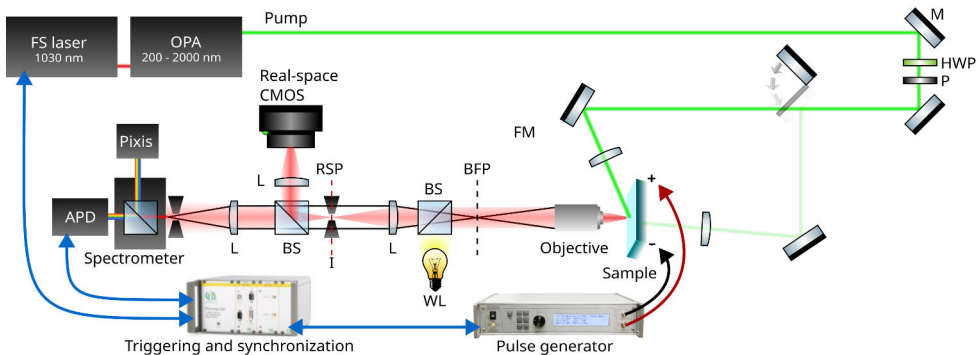 Pump
M
FS laser
1030 nm
OPA
200 - 2000 nm
HWP
P
Real-space
CMOS
FM
Pixis
L
RSP
BS
BFP
+
APD
Spectrometer
L
BS
I
L
WL
Objective
–
Sample
Triggering and synchronization
Pulse generator